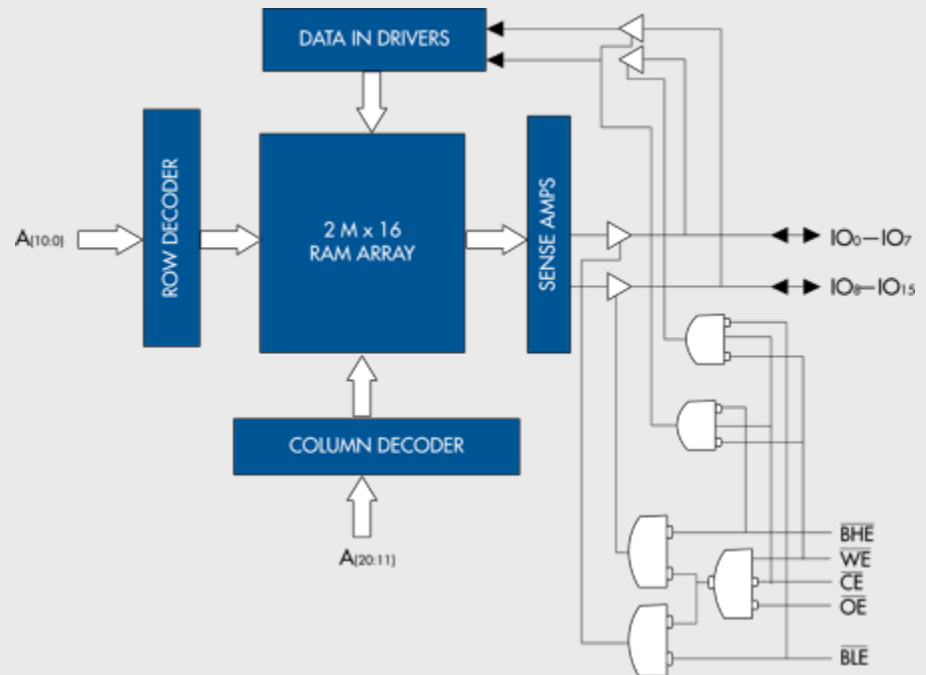 DATA IN DRIVERS
ROW DECODER
A(10:0)
2 M x 16
RAM ARRAY
SENSE AMPS
IO0—IO7
IO8—IO15
COLUMN DECODER
A(20:11)
BHE
WE
CE
OE
BLE